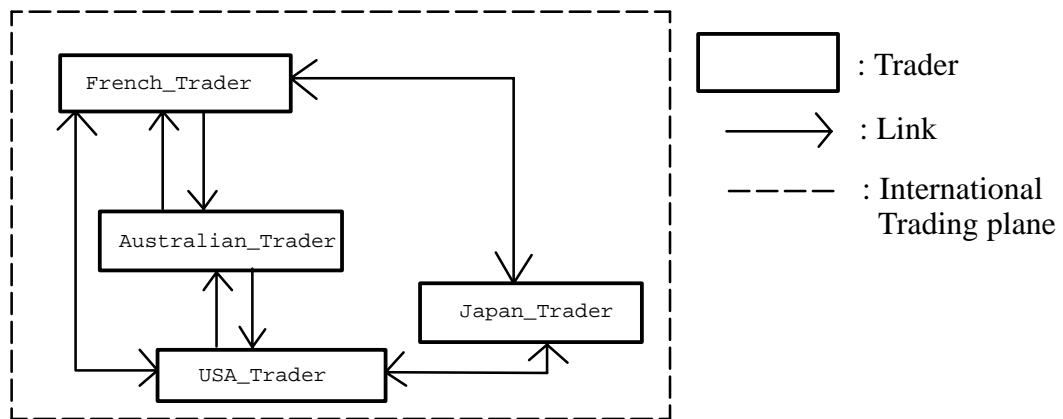 French_Trader
Australian_Trader
Japan_Trader
USA_Trader
: Trader
: Link
: International
Trading plane